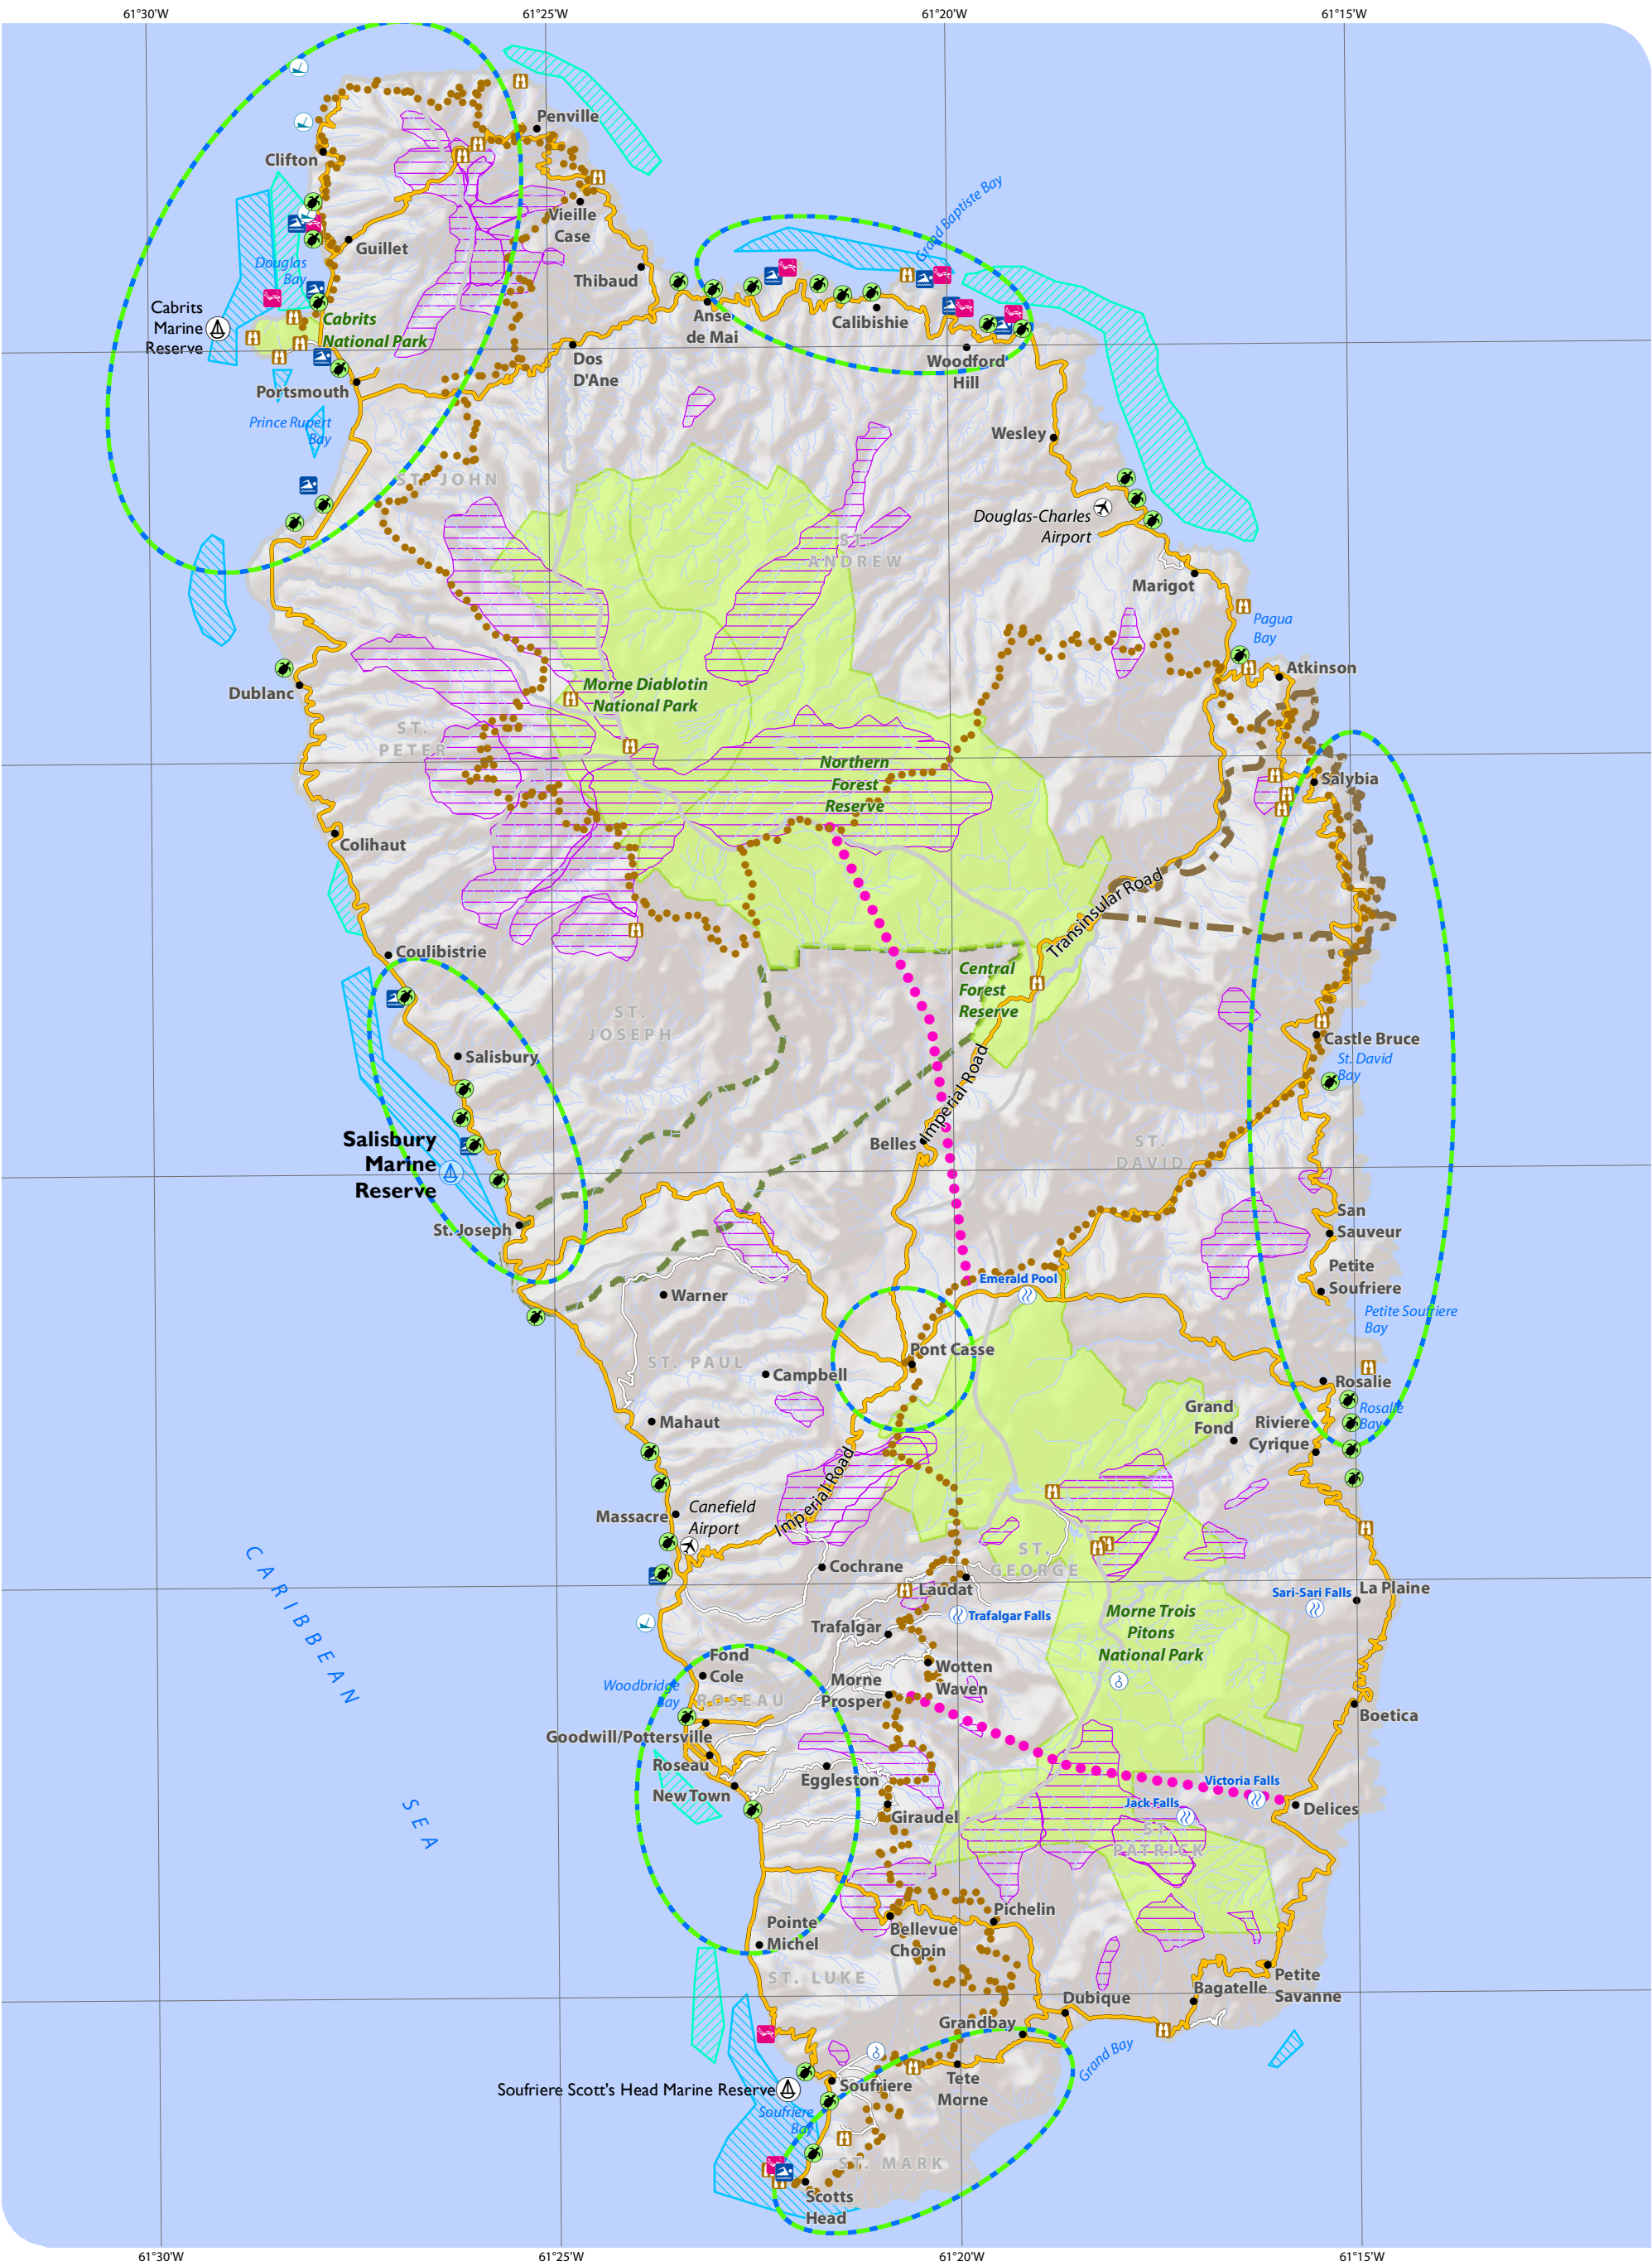 61°30'W
61°25'W
61°20'W
61°15'W
Penville
Clifton
Vieille
Case
Grand Baptiste Bay
Guillet
Douglas
Bay
Thibaud
Cabrits
Marine
Reserve
Cabrits
National Park
Anse
de Mai
Calibishie
Dos
D'Ane
Woodford
Hill
Portsmouth
Prince Rupert
Bay
Wesley
ST. JOHN
Douglas-Charles
Airport
ST.
ANDREW
Marigot
Pagua
Bay
Atkinson
Dublanc
Morne Diablotin
National Park
ST.
PETER
Northern
Forest
Reserve
Salybia
Colihaut
Transinsular Road
Coulibistrie
Central
Forest
Reserve
ST.
JOSEPH
Castle Bruce
St. David
Bay
Salisbury
Imperial Road
Salisbury
Marine
Reserve
Belles
ST.
DAVID
St. Joseph
San
Sauveur
Petite
Soufriere
Emerald Pool
Warner
Petite Soufriere
Bay
Pont Casse
ST. PAUL
Campbell
Rosalie
Rosalie
Bay
Grand
Fond
Riviere
Cyrique
Mahaut
Imperial Road
Massacre
Canefield
Airport
ST.
GEORGE
Cochrane
Laudat
Sari-Sari Falls
La Plaine
CARIBBEAN
SEA
Trafalgar
Trafalgar Falls
Morne Trois
Pitons
National Park
Fond
Cole
Wotten
Waven
Woodbridge
Bay
ROSEAU
Morne
Prosper
Boetica
Goodwill/Pottersville
Roseau
Eggleston
New Town
Giraudel
Victoria Falls
Jack Falls
Delices
ST.
PATRICK
Pichelin
Pointe
Michel
Bellevue
Chopin
ST. LUKE
Petite
Savanne
Bagatelle
Dubique
Grandbay
Grand Bay
Soufriere Scott's Head Marine Reserve
Soufriere
Tete
Morne
Soufriere
Bay
ST. MARK
Scotts
Head
61°30'W
61°25'W
61°20'W
61°15'W